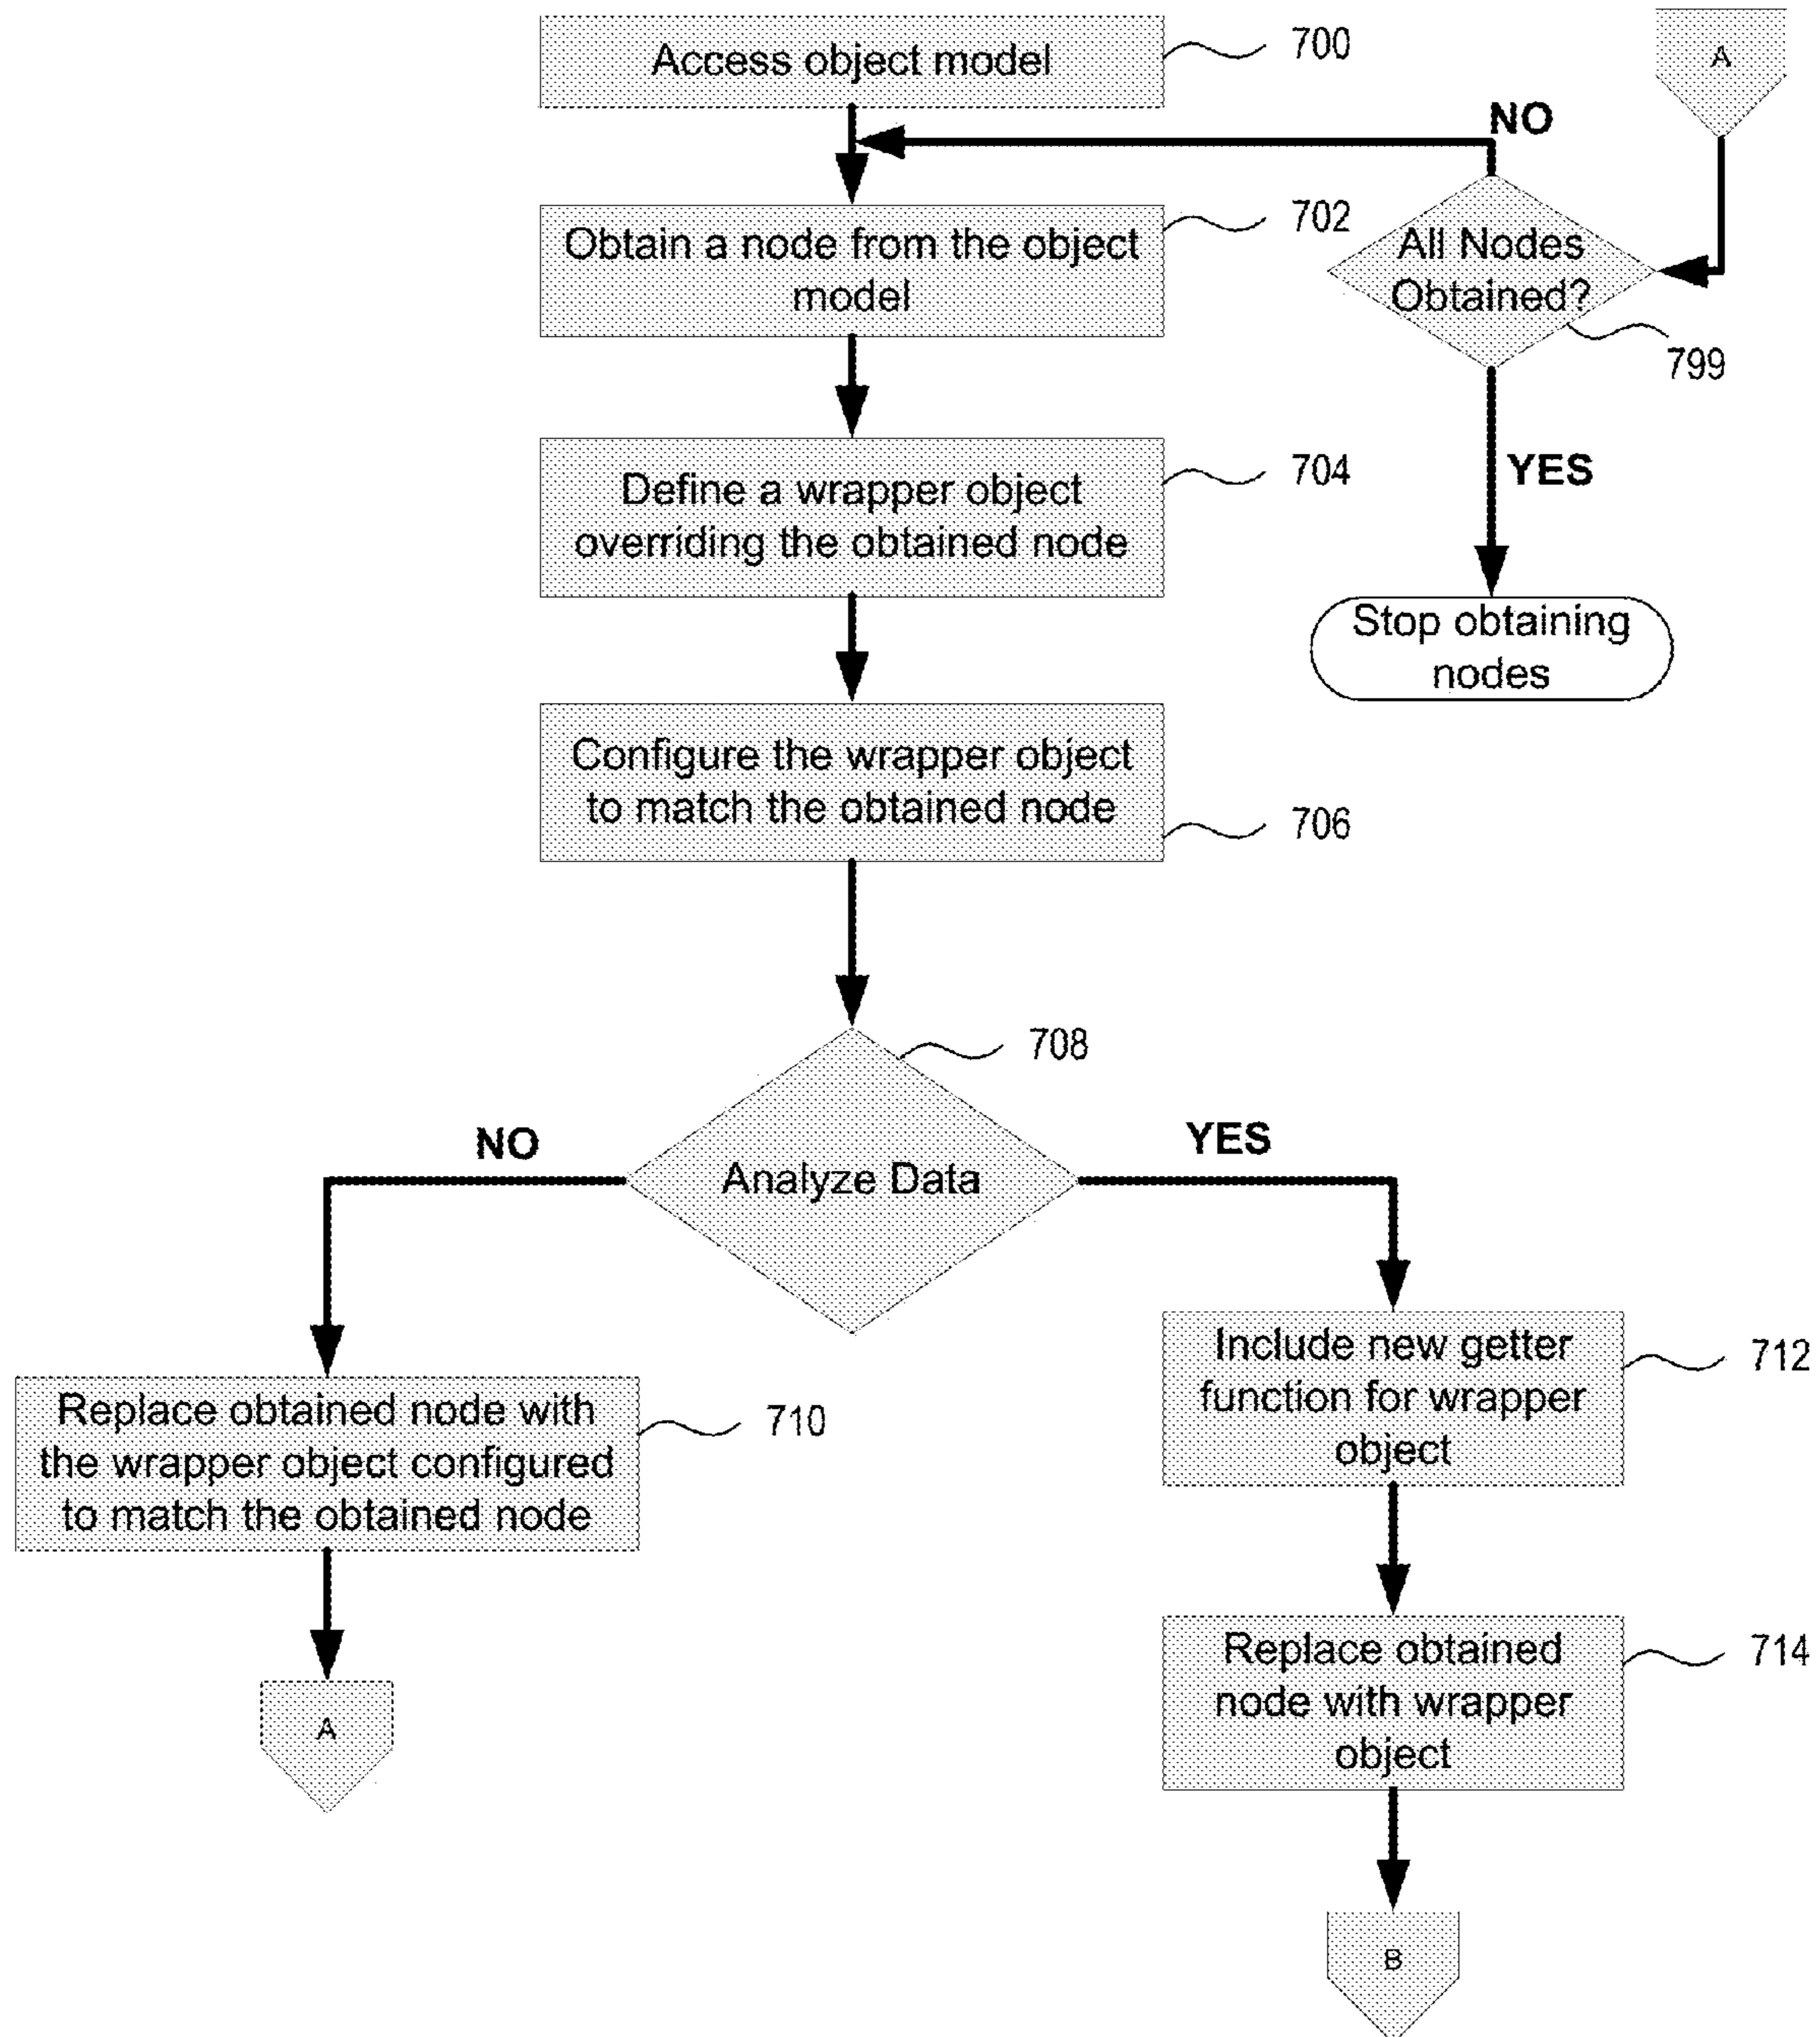 Access object model
700
A
NO
Obtain a node from the object
model
702
All Nodes
Obtained?
799
Define a wrapper object
overriding the obtained node
704
YES
Stop obtaining
nodes
Configure the wrapper object
to match the obtained node
706
708
NO
YES
Analyze Data
Include new getter
function for wrapper
object
712
Replace obtained node with
the wrapper object configured
to match the obtained node
710
Replace obtained
node with wrapper
object
714
A
B